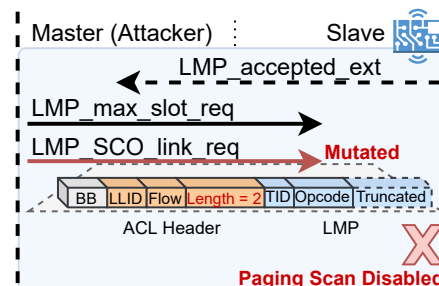 Master (Attacker) Slave
LMP_accepted_ext
LMP_max_slot_req
LMP_SCO_link_req
Mutated
BB LLID Flow Length = 2 TID Opcode Truncated
ACL Header LMP
Paging Scan Disabled